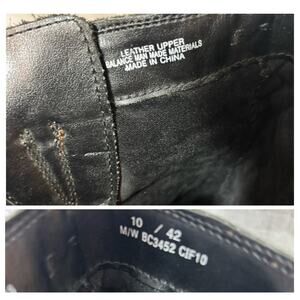 LEATHER UPPER
BALANCE MAN MADE MATERIALS
MADE IN CHINA
10 / 42
M/W BC3452 CIF10